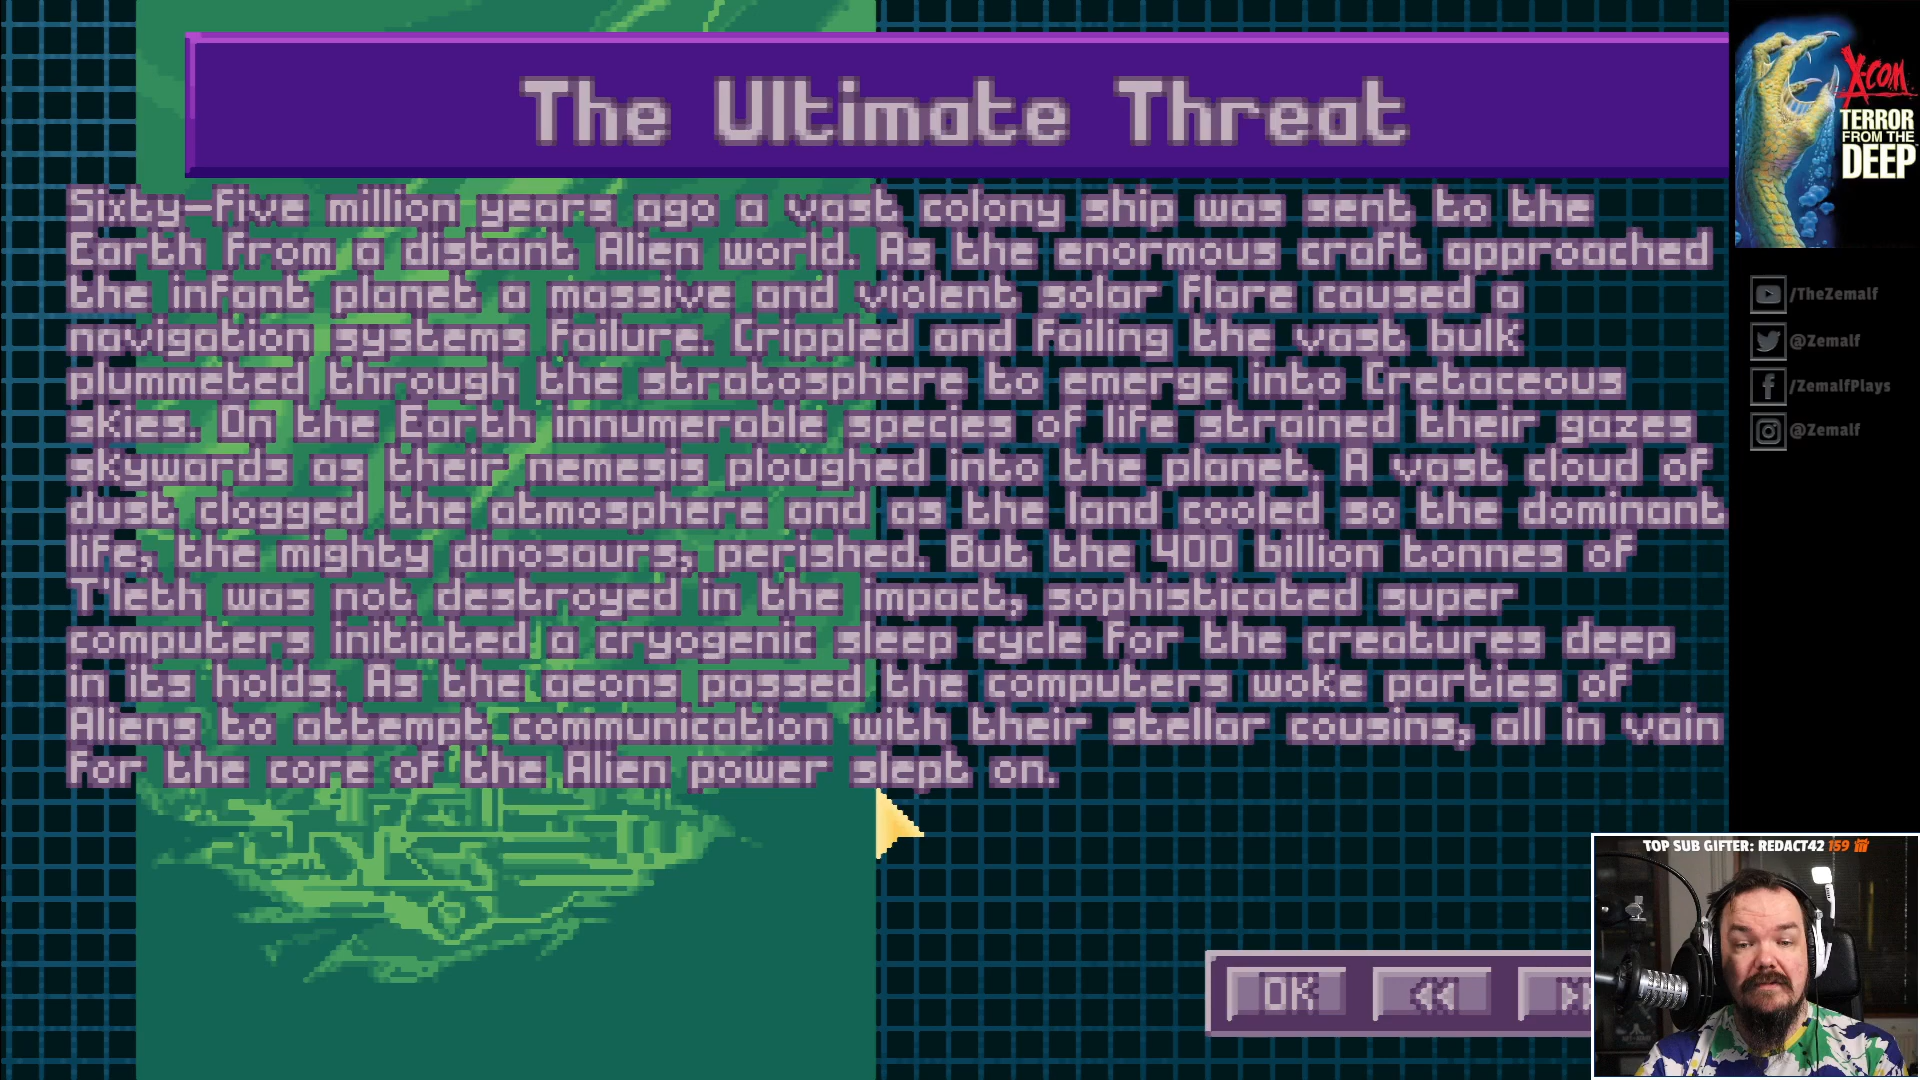 The Ultimate Threat
Sixty-five million years ago a vast colony ship was sent to the
Earth from a distant Alien world. As the enormous craft approached
the infant planet a massive and violent solar flare caused a
navigation systems failure. Crippled and failing the vast bulk
plummeted through the stratosphere to emerge into Cretaceous
skies. On the Earth innumerable species of life strained their gazes
skywards as their nemesis ploughed into the planet. A vast cloud of
dust clogged the atmosphere and as the land cooled so the dominant
life, the mighty dinosaurs, perished. But the 400 billion tonnes of
T'leth was not destroyed in the impact, sophisticated super
computers initiated a cryogenic sleep cycle for the creatures deep
in its holds. As the aeons passed the computers woke parties of
Aliens to attempt communication with their stellar cousins, all in vain
for the core of the Alien power slept on.
OK << >>
X-COM
TERROR
FROM THE
DEEP
/TheZemalf
@Zemalf
/ZemalfPlays
@Zemalf
TOP SUB GIFTER: REDACT42 159